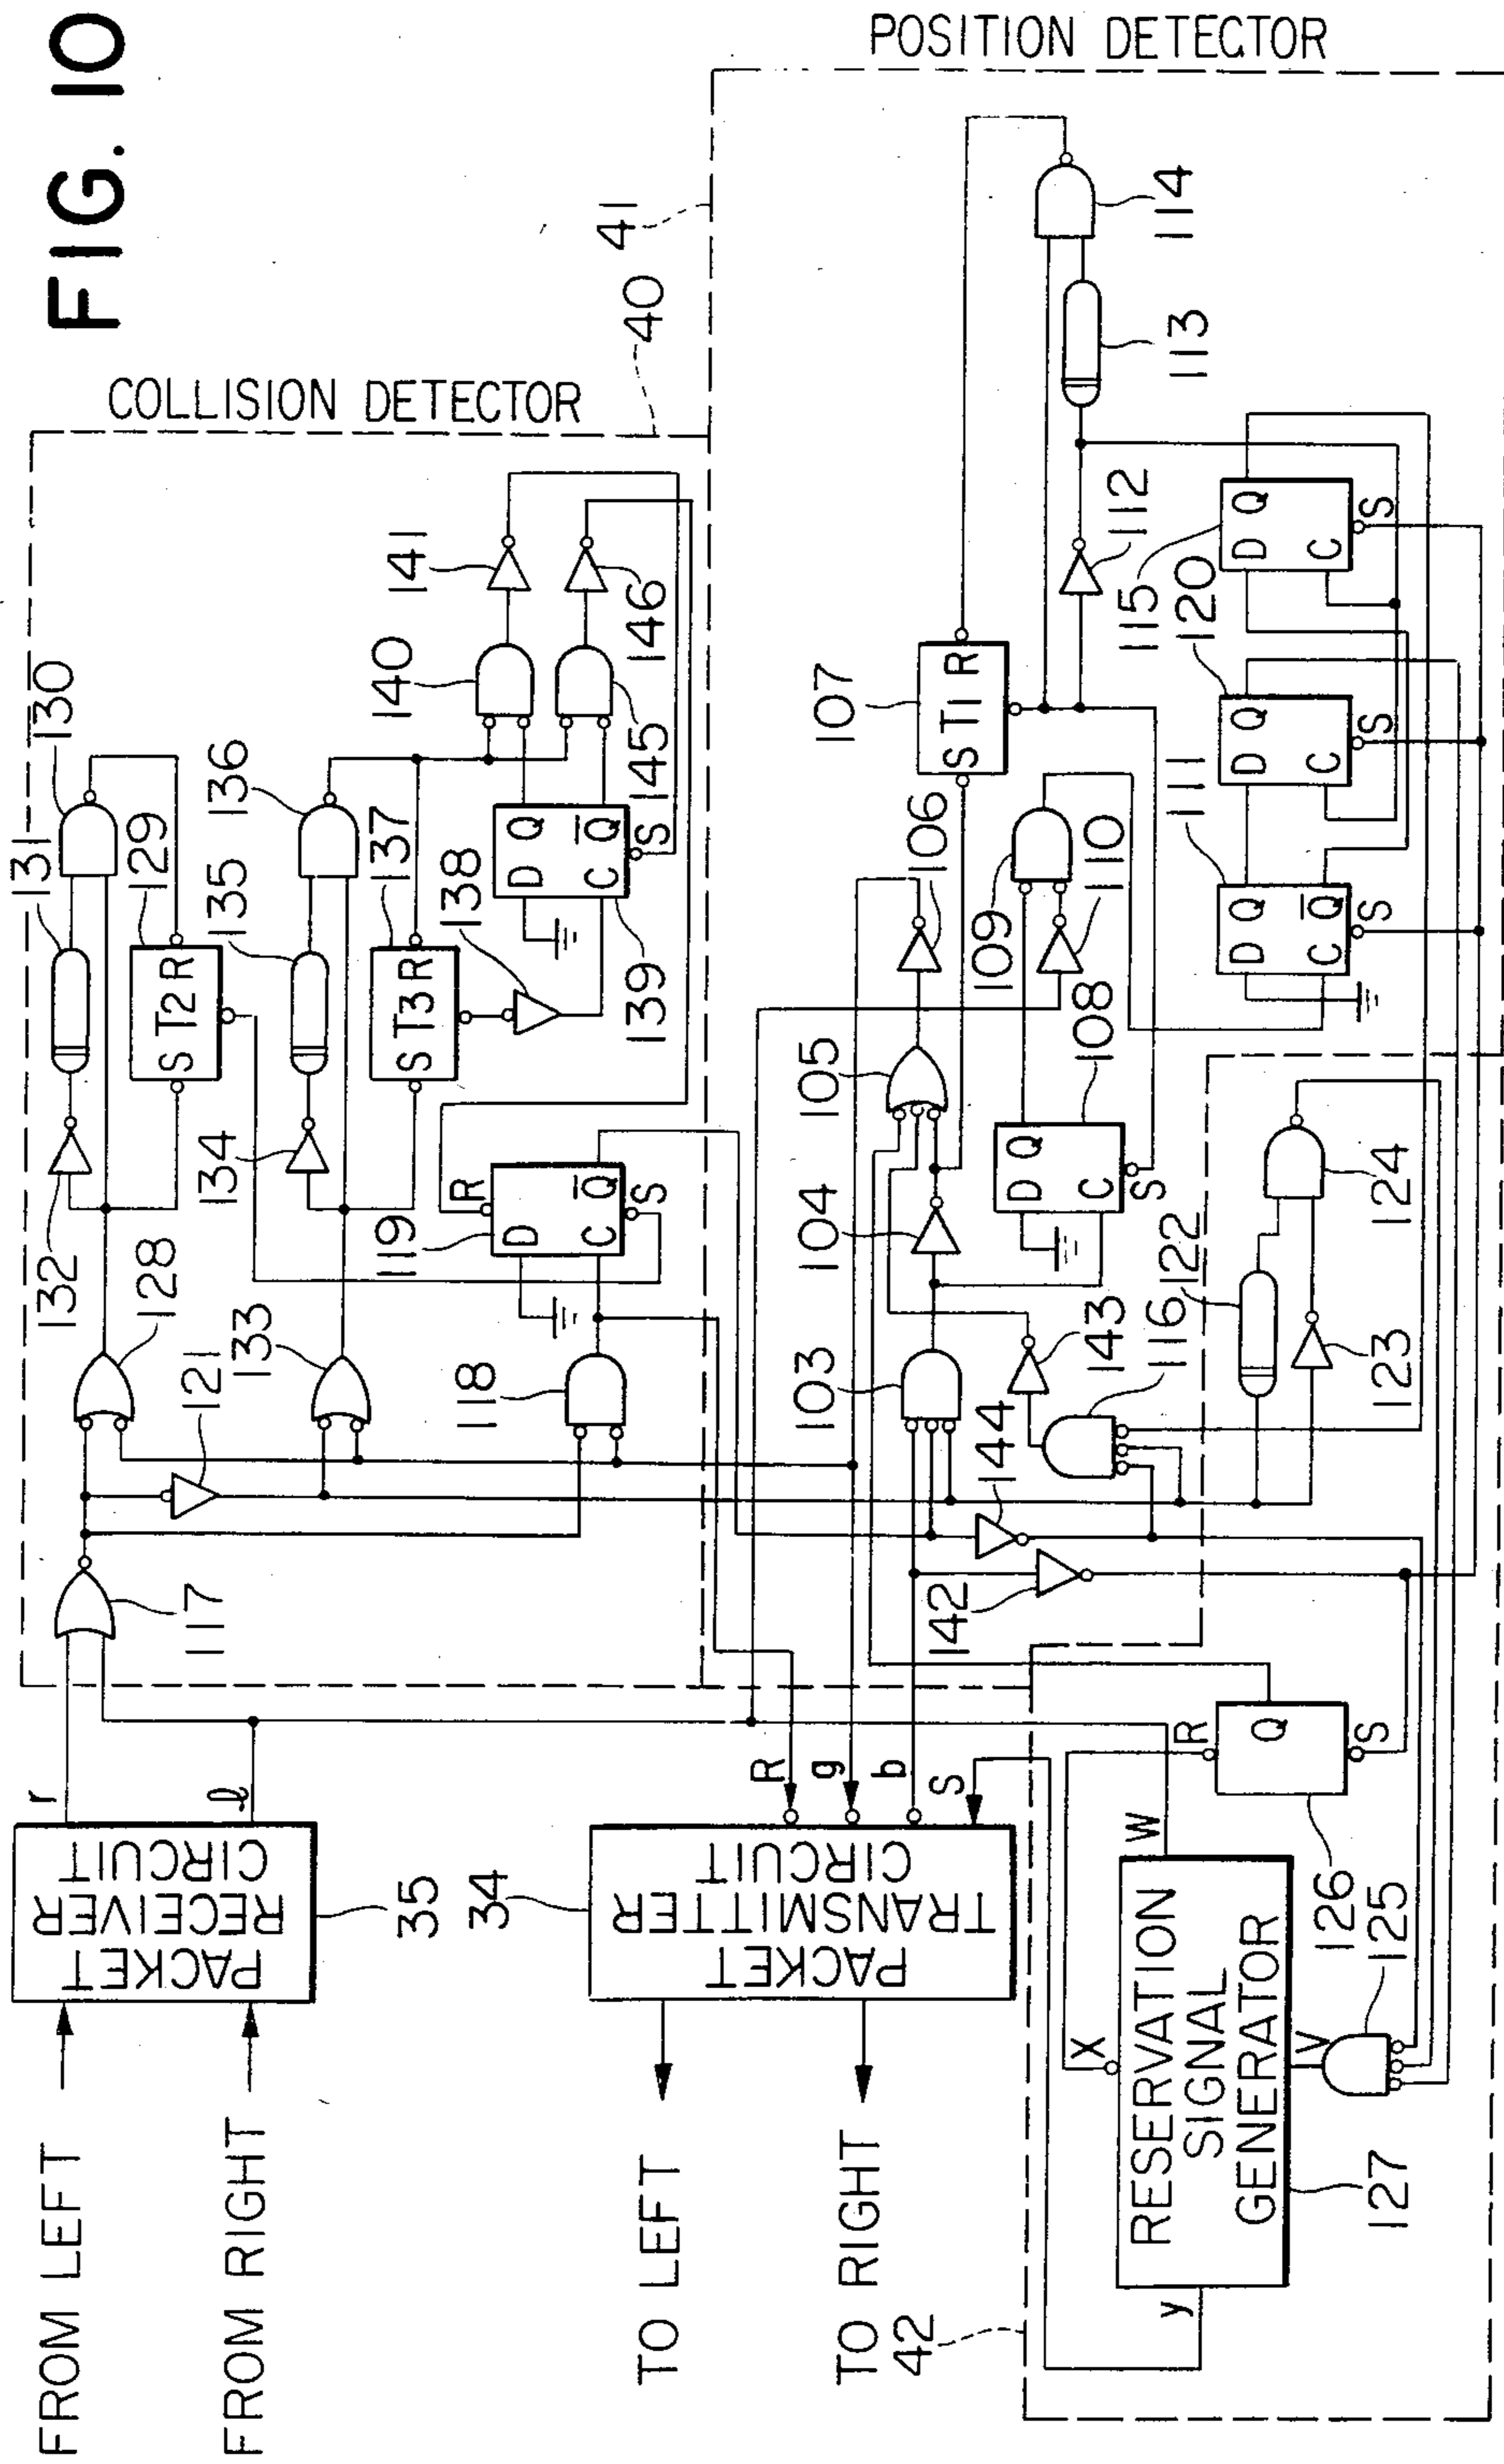 FIG. 10
COLLISION DETECTOR
40
41
POSITION DETECTOR
FROM LEFT
FROM RIGHT
PACKET
RECEIVER
CIRCUIT
35
r
l
117
132
128
121
131
130
129
S T2 R
133
134
135
136
137
S T3 R
138
118
119
R
D
C Q̅
S
139
D Q
C Q̅
S
140
141
145
146
TO LEFT
TO RIGHT
PACKET
TRANSMITTER
CIRCUIT
34
R
g
b
S
103
104
105
106
107
S T1 R
108
D Q
C
S
109
110
112
113
114
142
144
143
116
111
D Q
C Q̅
S
120
D Q
C
S
115
D Q
C
S
122
123
124
42
y
RESERVATION
SIGNAL
GENERATOR
127
X
W
V
R
Q
S
126
125